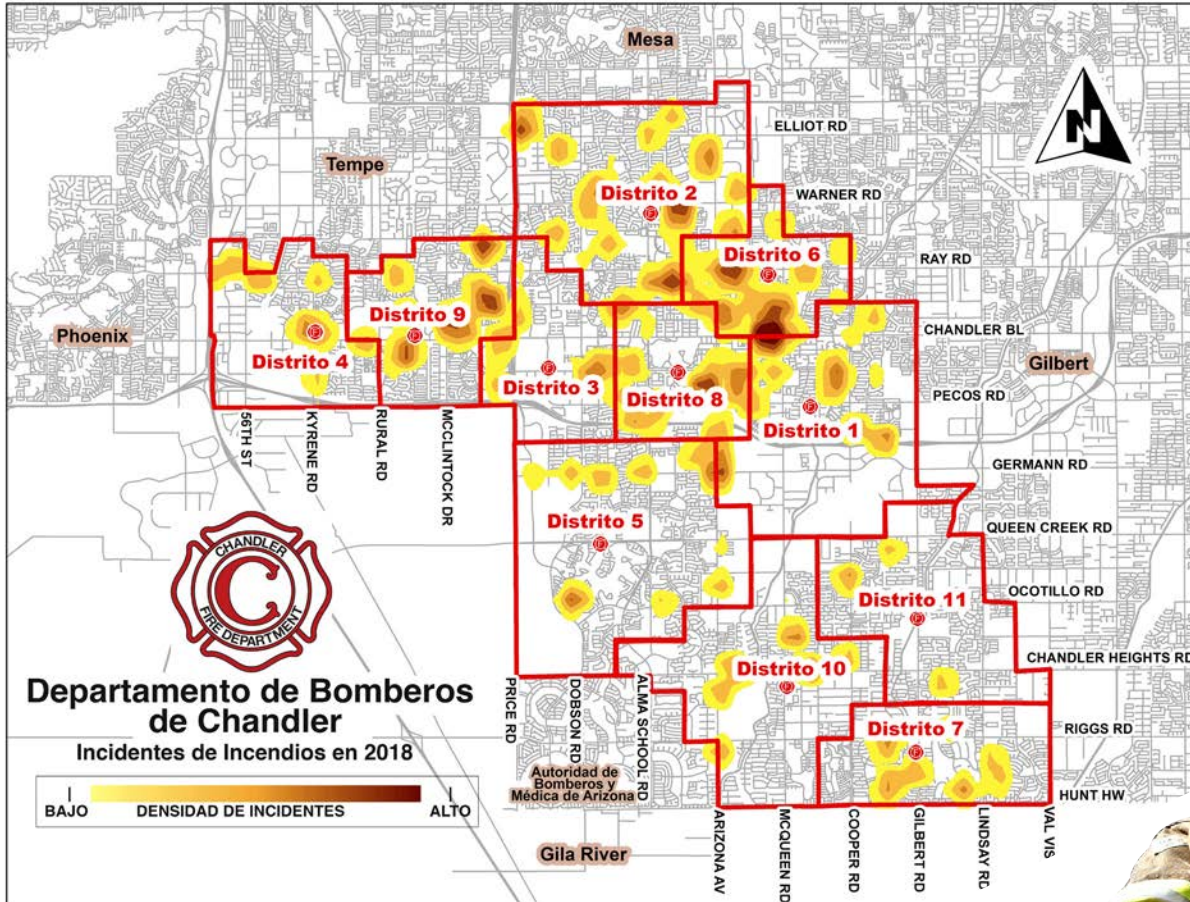 Mesa
N
ELLIOT RD
Tempe
Distrito 2
WARNER RD
F
Distrito 6
RAY RD
F
Distrito 9
Phoenix
F
F
CHANDLER BL
Distrito 4
Gilbert
F
Distrito 3
F
Distrito 8
PECOS RD
F
Distrito 1
56TH ST
KYRENE RD
RURAL RD
MCCLINTOCK DR
GERMANN RD
Distrito 5
QUEEN CREEK RD
F
CHANDLER
C
FIRE DEPARTMENT
OCOTILLO RD
Distrito 11
F
CHANDLER HEIGHTS RD
Distrito 10
F
Departamento de Bomberos
de Chandler
Incidentes de Incendios en 2018
PRICE RD
DOBSON RD
ALMA SCHOOL RD
RIGGS RD
Distrito 7
F
Autoridad de
Bomberos y
Médica de Arizona
BAJO
DENSIDAD DE INCIDENTES
ALTO
HUNT HW
Gila River
ARIZONA AV
MCQUEEN RD
COOPER RD
GILBERT RD
LINDSAY RD
VAL VIS